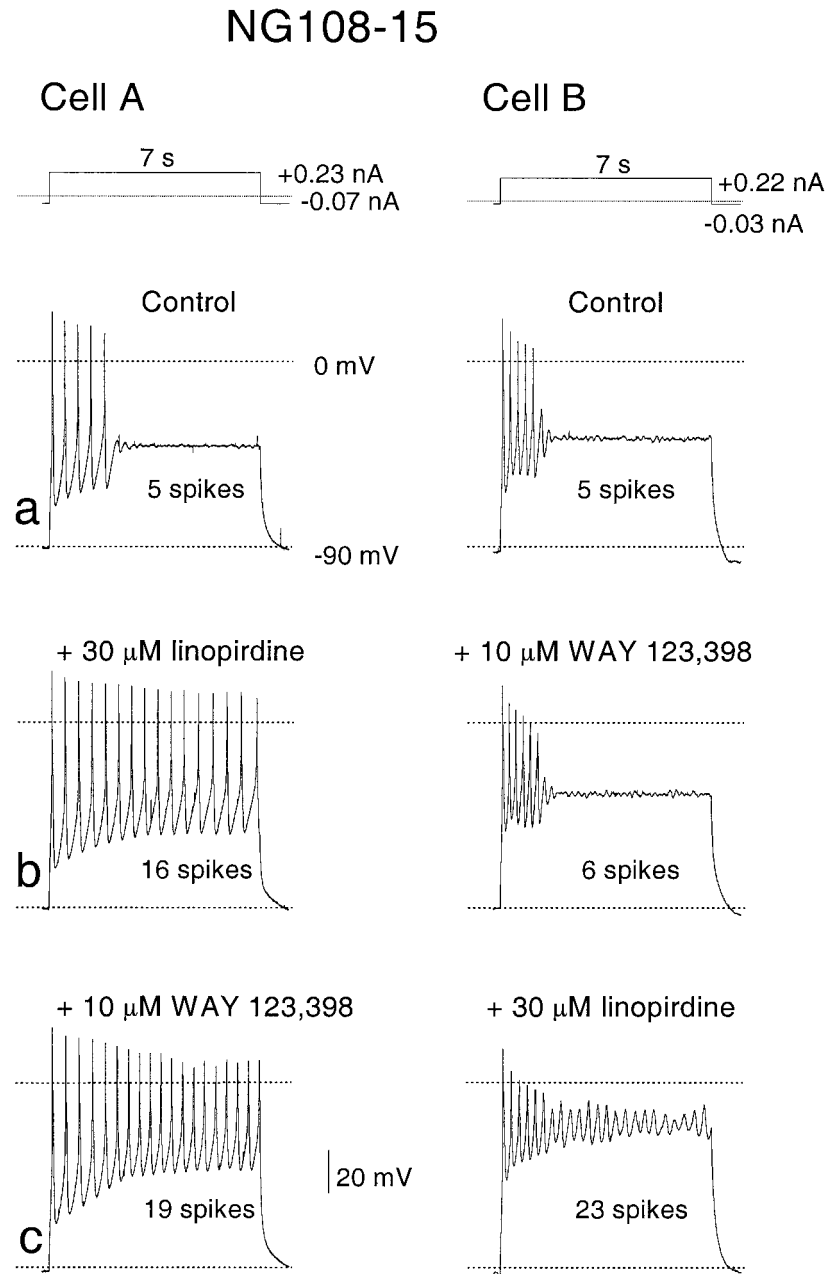 NG108-15
Cell A
Cell B
7 s
+0.23 nA
-0.07 nA
7 s
+0.22 nA
-0.03 nA
Control
Control
0 mV
a
5 spikes
5 spikes
-90 mV
+ 30 μM linopirdine
+ 10 μM WAY 123,398
b
16 spikes
6 spikes
+ 10 μM WAY 123,398
+ 30 μM linopirdine
20 mV
c
19 spikes
23 spikes